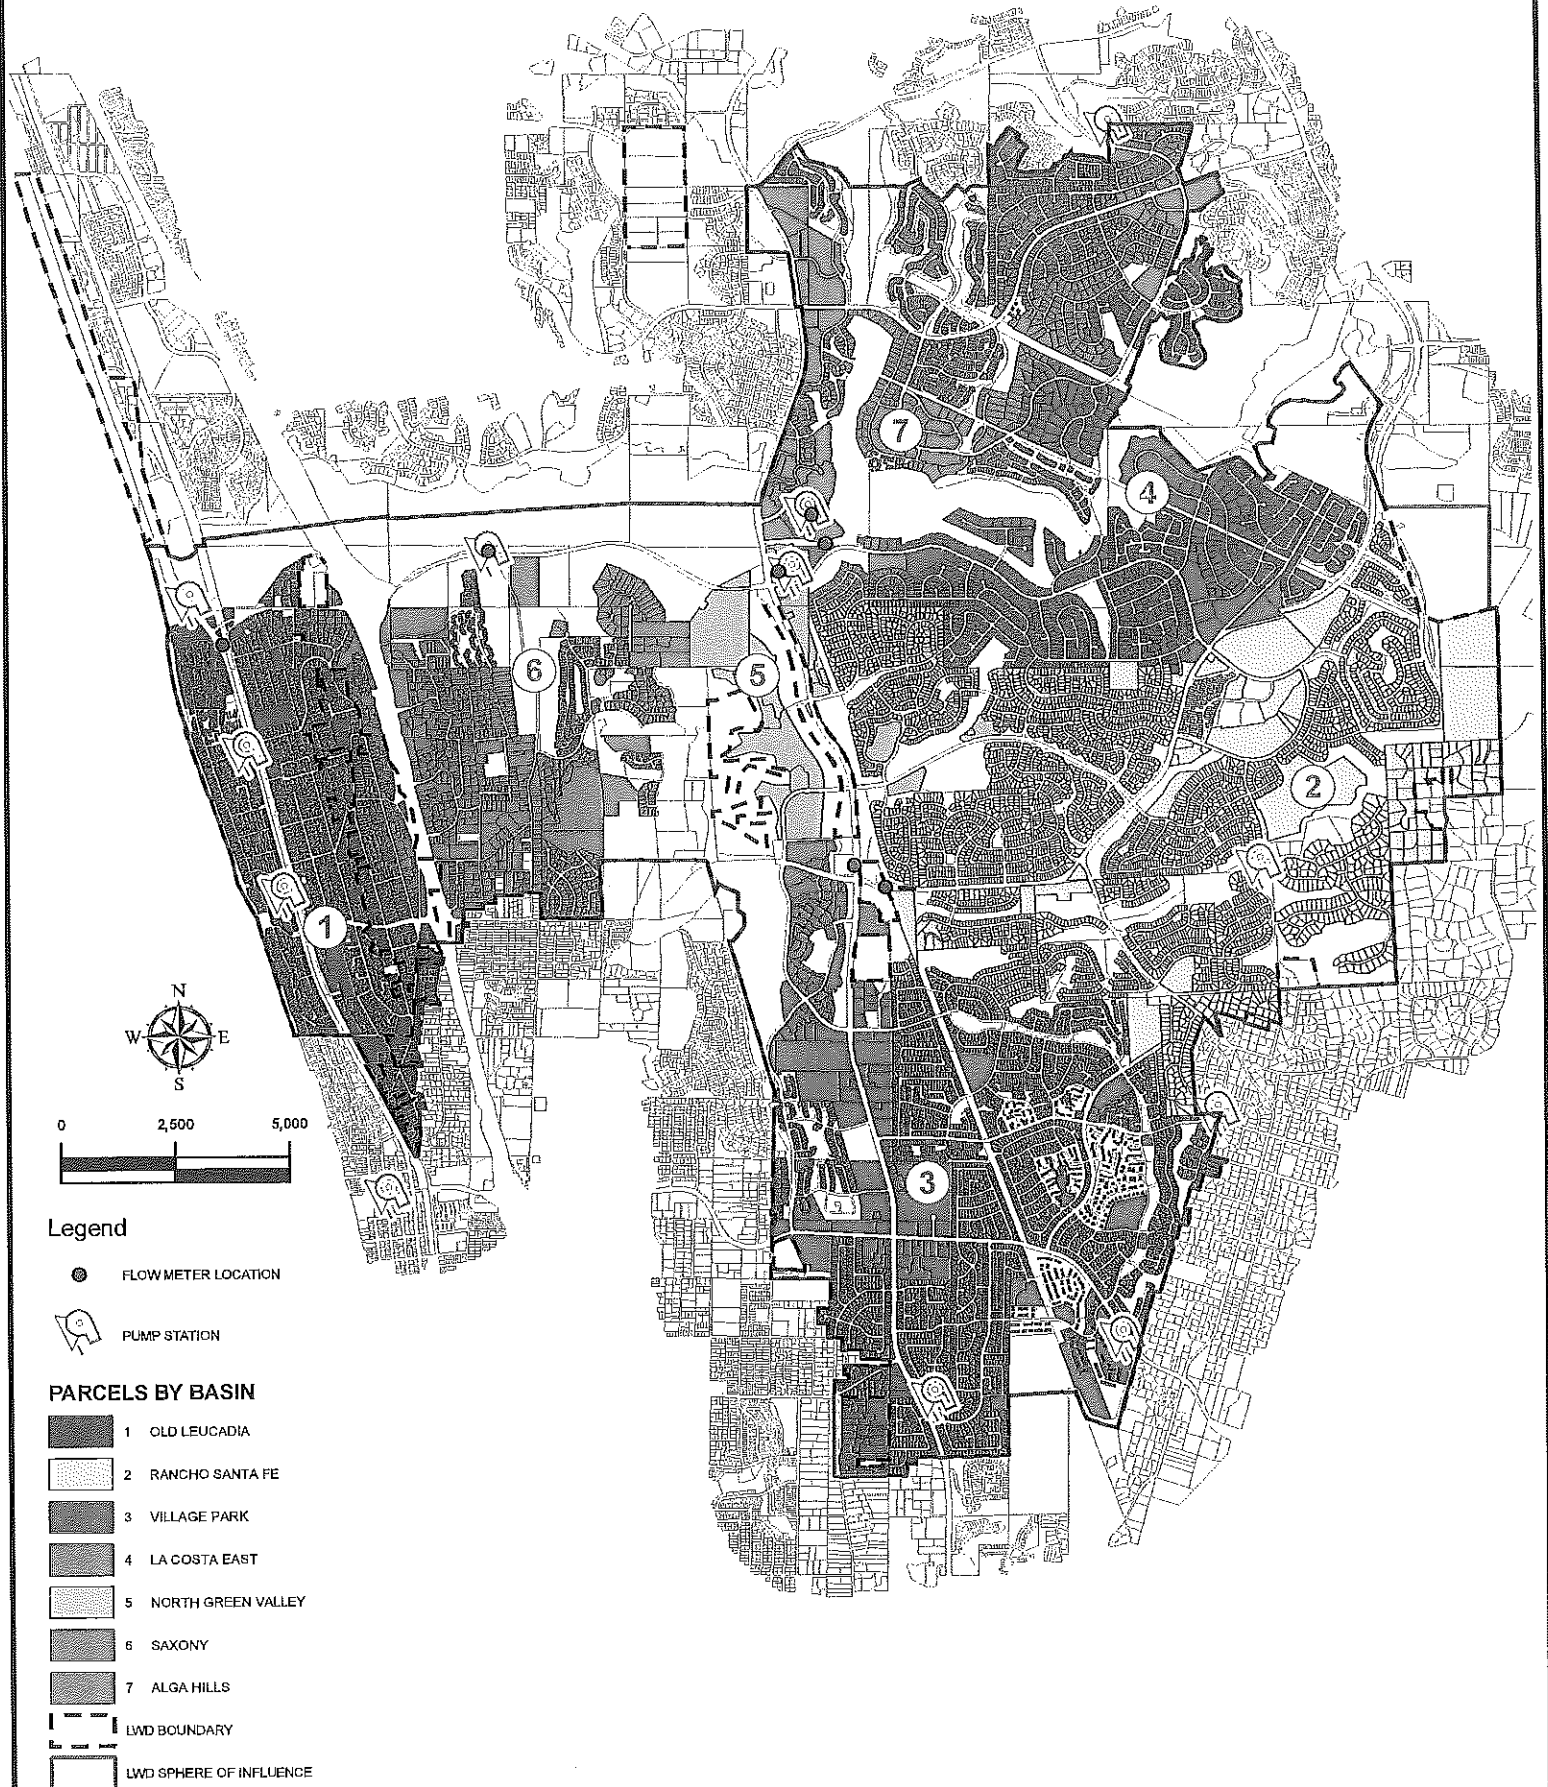 7
4
6
5
2
1
N
W E
S
0 2,500 5,000
3
Legend
FLOW METER LOCATION
PUMP STATION
PARCELS BY BASIN
1 OLD LEUCADIA
2 RANCHO SANTA FE
3 VILLAGE PARK
4 LA COSTA EAST
5 NORTH GREEN VALLEY
6 SAXONY
7 ALGA HILLS
LWD BOUNDARY
LWD SPHERE OF INFLUENCE